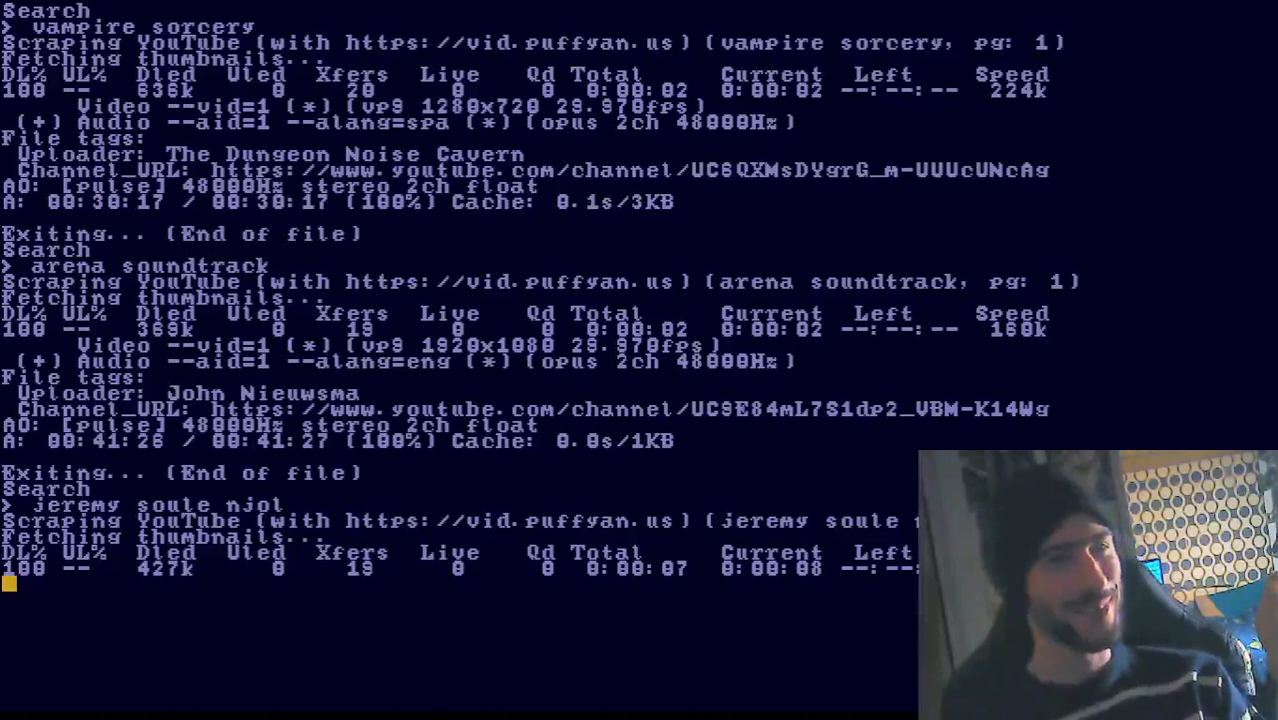 Search
> vampire sorcery
Scraping YouTube (with https://vid.puffyan.us) (vampire sorcery, pg: 1)
Fetching thumbnails...
DL% UL% Dled Uled Xfers Live Qd Total Current Left Speed
100 -- 636k 0 20 0 0 0:00:02 0:00:02 --:--:-- 224k
Video --vid=1 (*) (vp9 1280x720 29.970fps)
(+) Audio --aid=1 --alang=spa (*) (opus 2ch 48000Hz)
File tags:
Uploader: The Dungeon Noise Cavern
Channel_URL: https://www.youtube.com/channel/UC6QXMsDYgrG_m-UUUcUNcAg
AO: [pulse] 48000Hz stereo 2ch float
A: 00:30:17 / 00:30:17 (100%) Cache: 0.1s/3KB
Exiting... (End of file)
Search
> arena soundtrack
Scraping YouTube (with https://vid.puffyan.us) (arena soundtrack, pg: 1)
Fetching thumbnails...
DL% UL% Dled Uled Xfers Live Qd Total Current Left Speed
100 -- 369k 0 19 0 0 0:00:02 0:00:02 --:--:-- 160k
Video --vid=1 (*) (vp9 1920x1080 29.970fps)
(+) Audio --aid=1 --alang=eng (*) (opus 2ch 48000Hz)
File tags:
Uploader: John Nieuwsma
Channel_URL: https://www.youtube.com/channel/UC9E84mL7S1dp2_VBM-K14Wg
AO: [pulse] 48000Hz stereo 2ch float
A: 00:41:26 / 00:41:27 (100%) Cache: 0.0s/1KB
Exiting... (End of file)
Search
> jeremy soule njol
Scraping YouTube (with https://vid.puffyan.us) (jeremy soule
Fetching thumbnails...
DL% UL% Dled Uled Xfers Live Qd Total Current Left
100 -- 427k 0 19 0 0 0:00:07 0:00:08 --:--:--